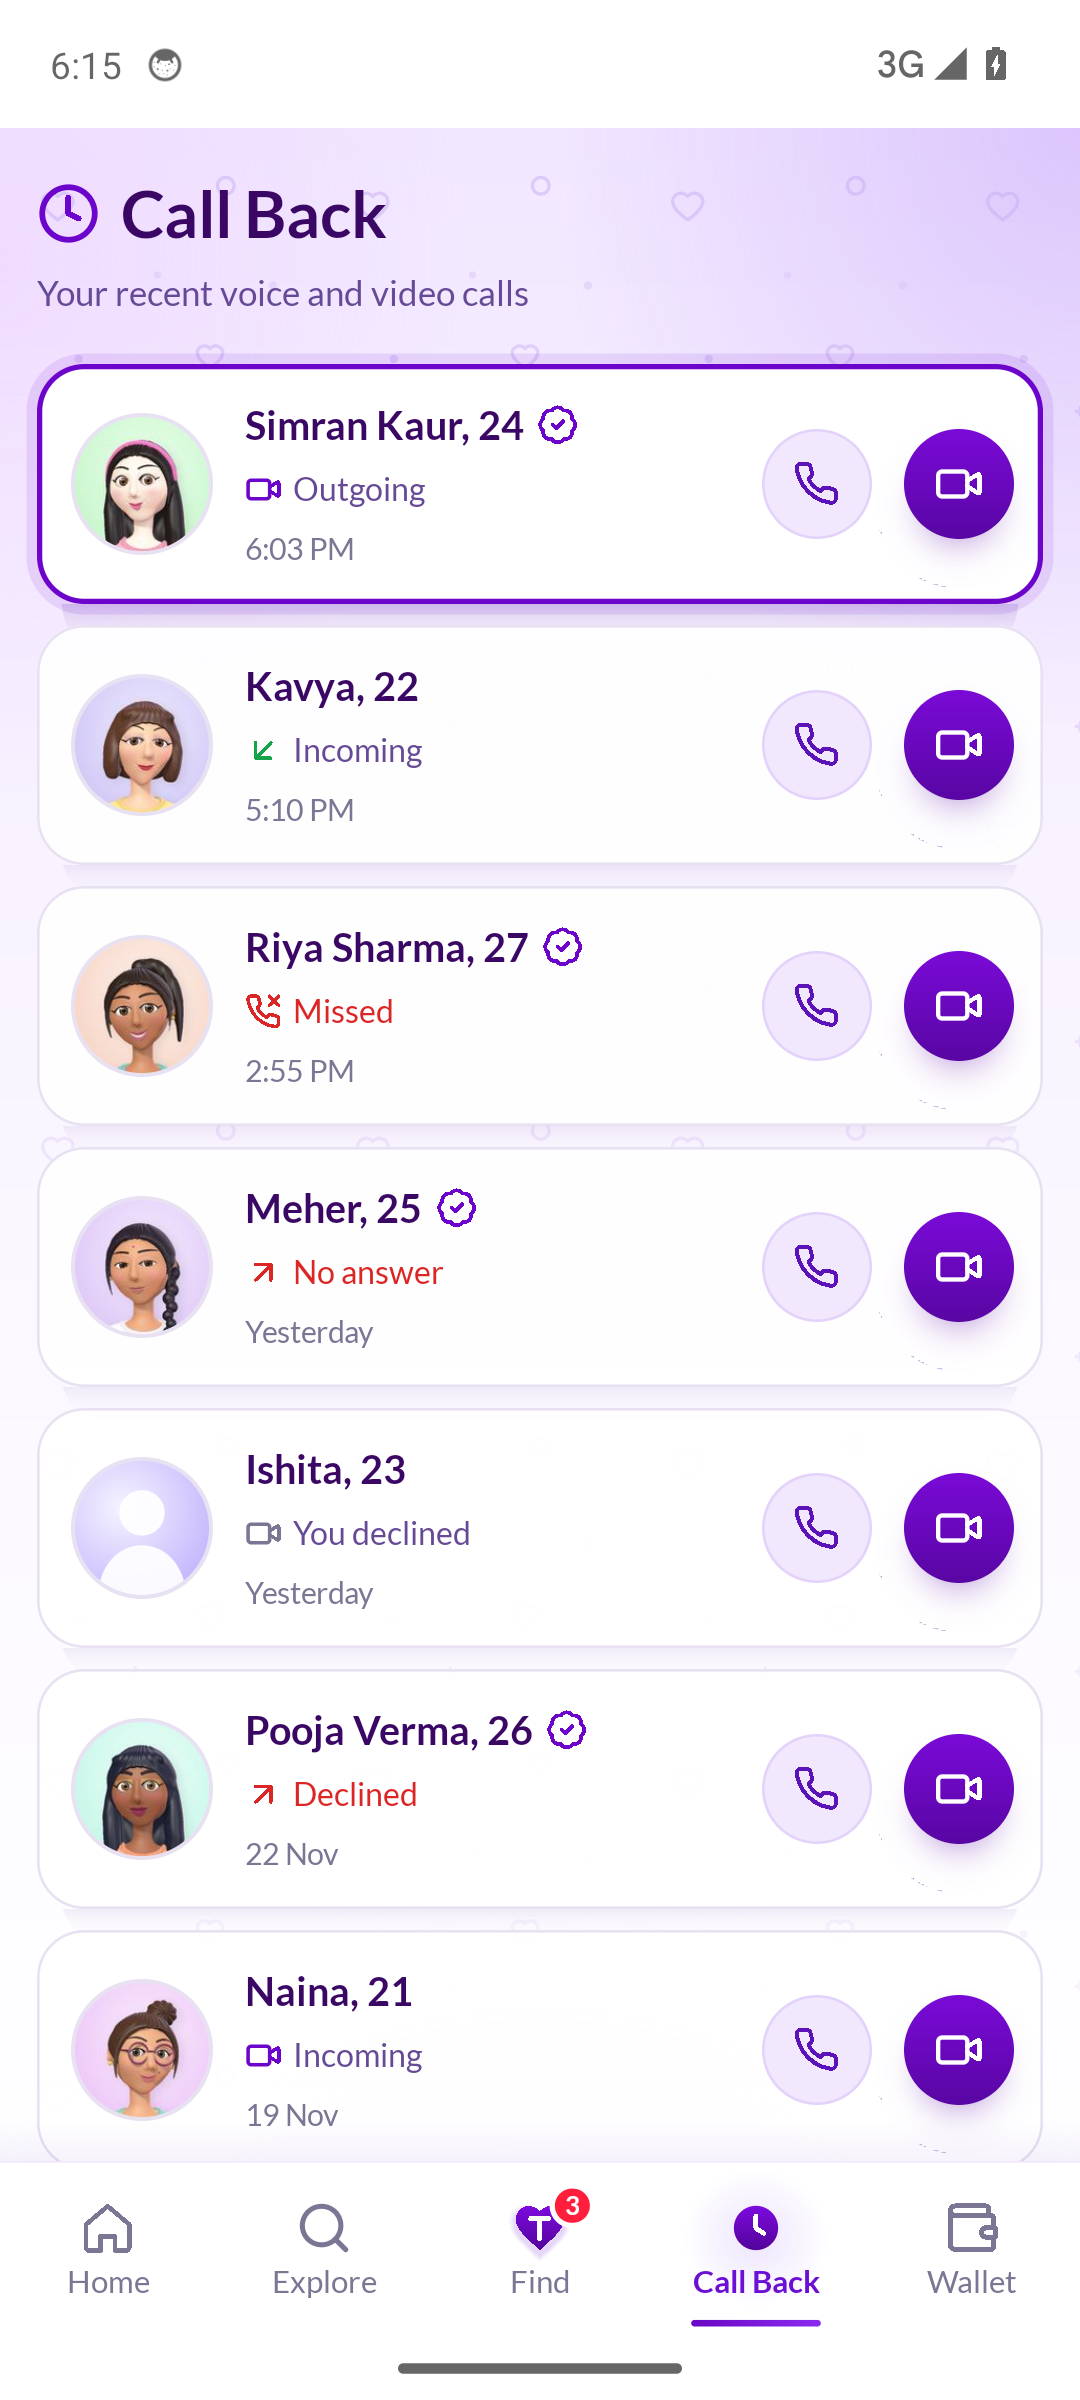 6:15
3G
Call Back
Your recent voice and video calls
Simran Kaur, 24
Outgoing
6:03 PM
Kavya, 22
Incoming
5:10 PM
Riya Sharma, 27
Missed
2:55 PM
Meher, 25
No answer
Yesterday
Ishita, 23
You declined
Yesterday
Pooja Verma, 26
Declined
22 Nov
Naina, 21
Incoming
19 Nov
T
3
Home
Explore
Find
Call Back
Wallet